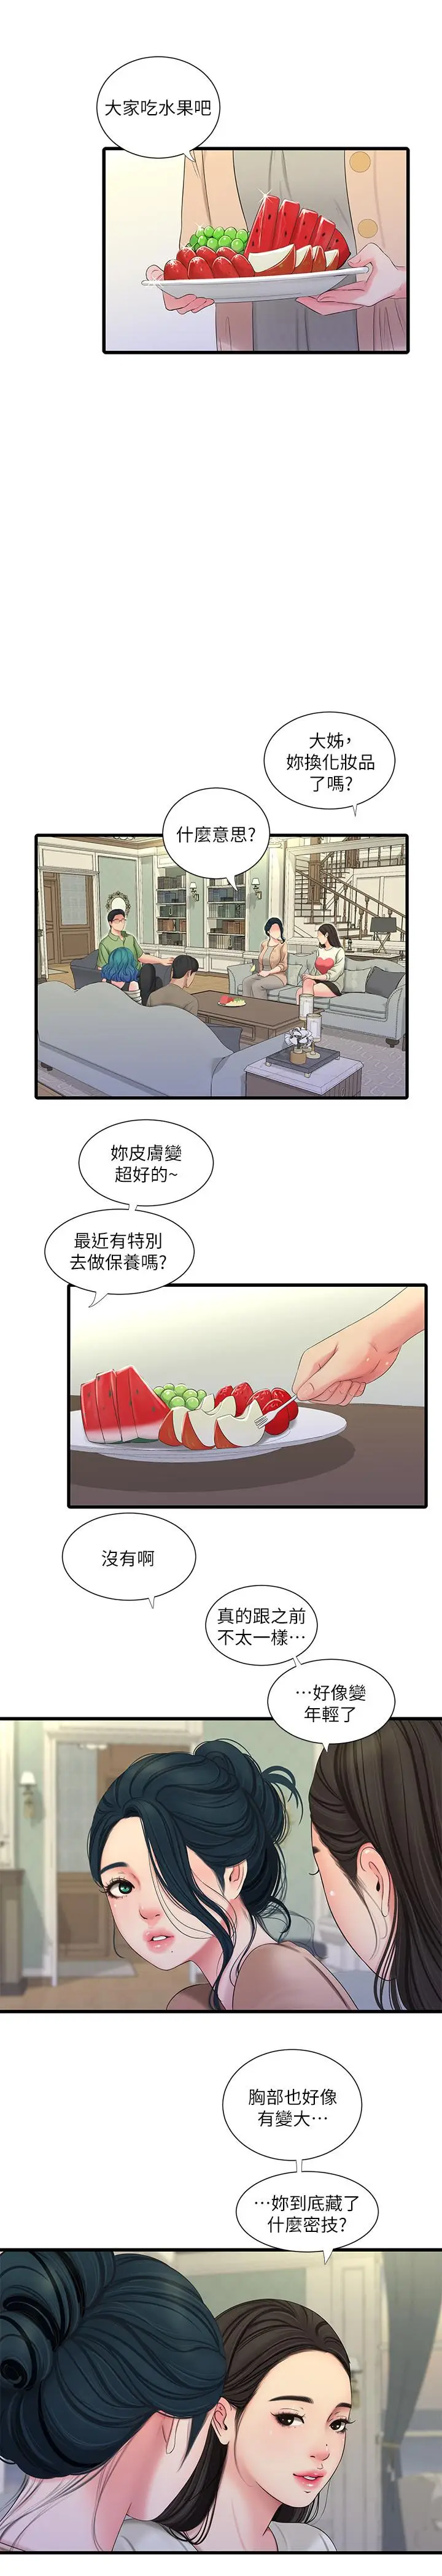 大家吃水果吧
大姊，
妳換化妝品
了嗎?
什麼意思?
妳皮膚變
超好的~
最近有特別
去做保養嗎?
沒有啊
真的跟之前
不太一樣⋯
⋯好像變
年輕了
胸部也好像
有變大⋯
⋯妳到底藏了
什麼密技?